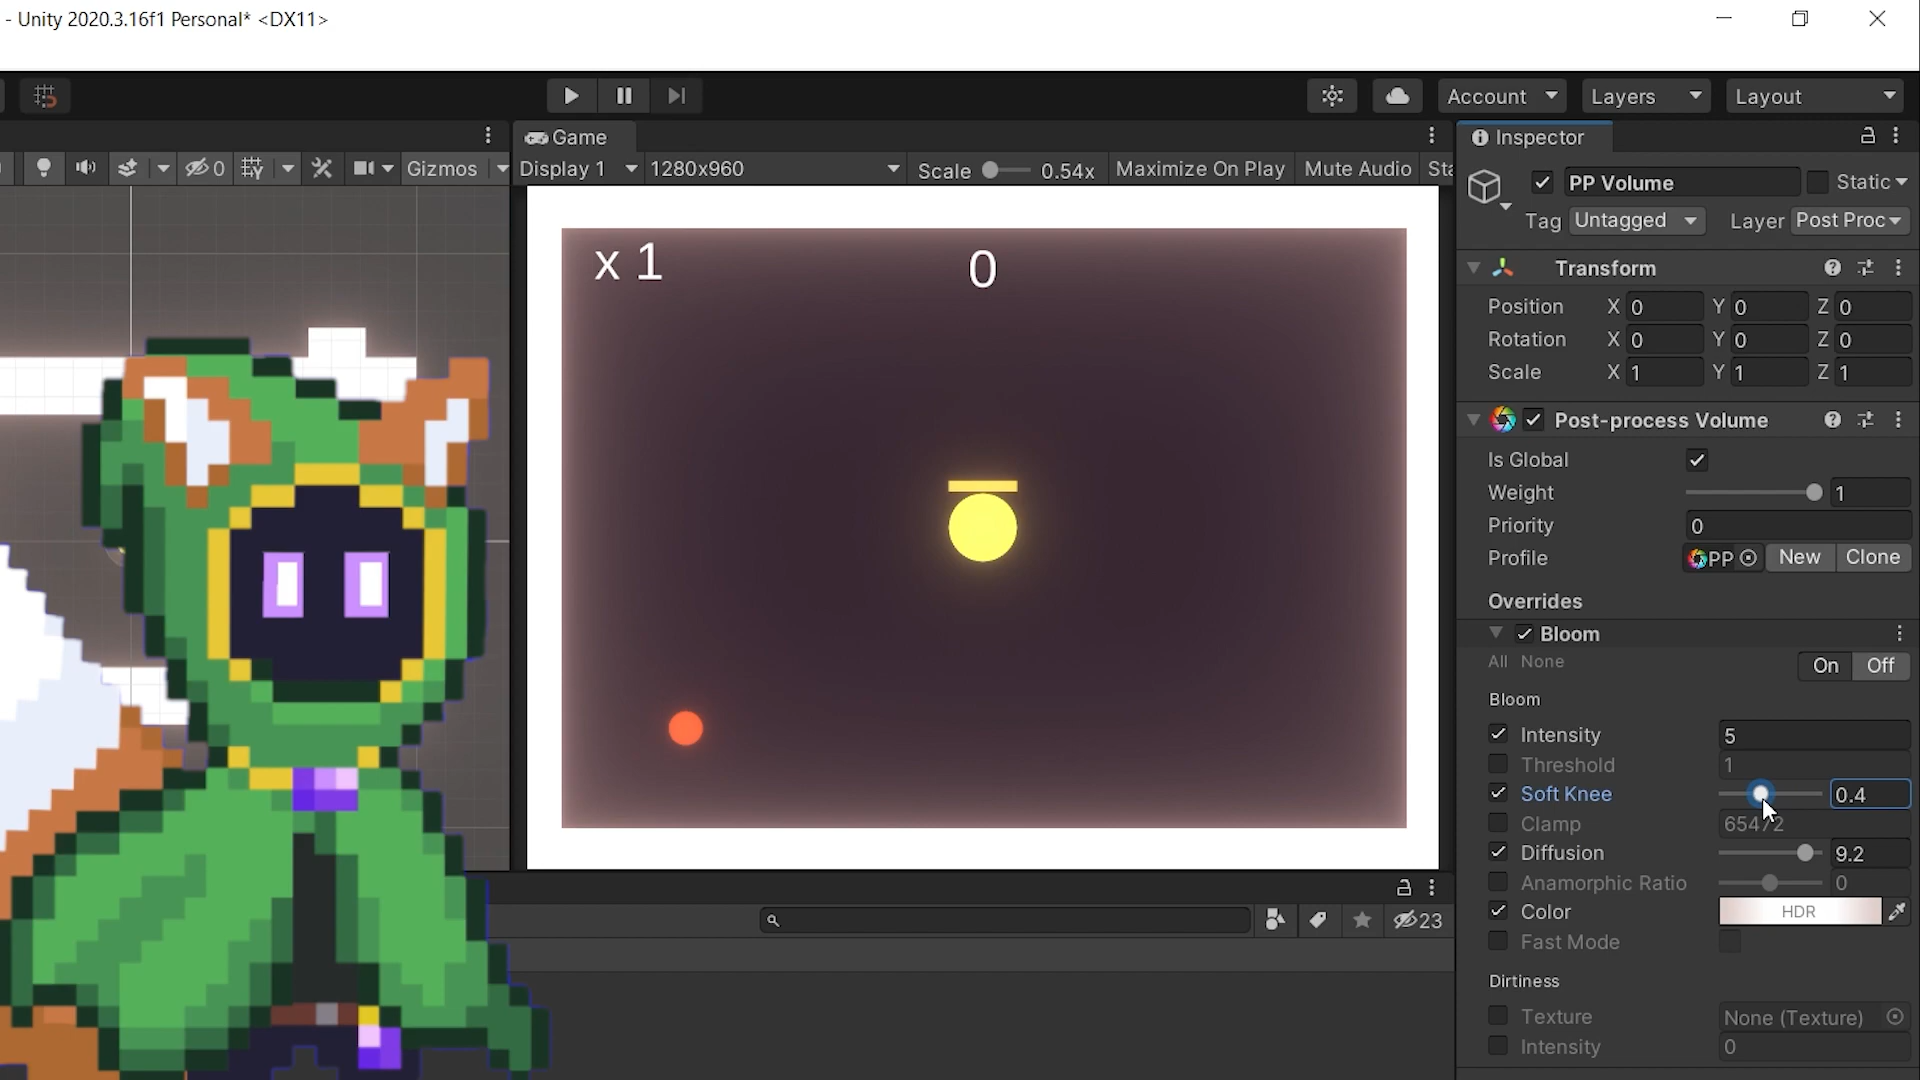 - Unity 2020.3.16f1 Personal* <DX11>
Account
Layers
Layout
Game
Inspector
0
Gizmos
Display 1
1280x960
Scale
0.54x
Maximize On Play
Mute Audio
Sta
PP Volume
Static
Tag
Untagged
Layer
Post Proc
x 1
0
Transform
Position X 0 Y 0 Z 0
Rotation X 0 Y 0 Z 0
Scale X 1 Y 1 Z 1
Post-process Volume
Is Global
Weight 1
Priority 0
Profile PP New Clone
Overrides
Bloom
All None On Off
Bloom
Intensity 5
Threshold 1
Soft Knee 0.4
Clamp 65472
Diffusion 9.2
Anamorphic Ratio 0
Color HDR
Fast Mode
23
Dirtiness
Texture None (Texture)
Intensity 0